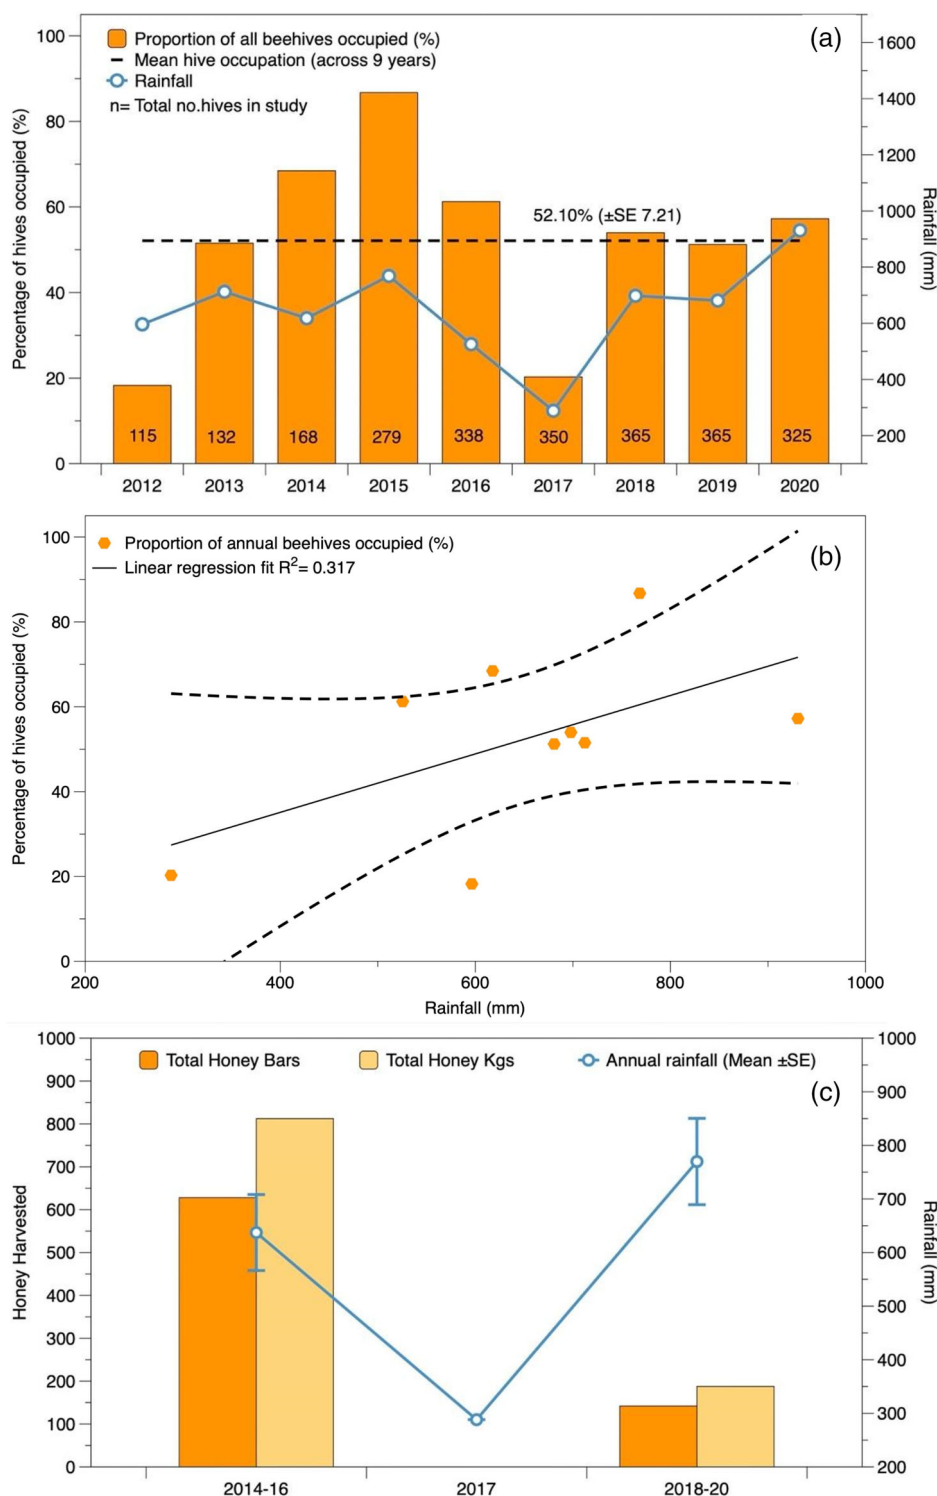 (a)
Proportion of all beehives occupied (%)
Mean hive occupation (across 9 years)
Rainfall
n= Total no.hives in study
52.10% (±SE 7.21)
Percentage of hives occupied (%)
100
80
60
40
20
0
Rainfall (mm)
1600
1400
1200
1000
800
600
400
200
115 132 168 279 338 350 365 365 325
2012 2013 2014 2015 2016 2017 2018 2019 2020
(b)
Proportion of annual beehives occupied (%)
Linear regression fit R²= 0.317
Percentage of hives occupied (%)
100
80
60
40
20
0
200 400 600 800 1000
Rainfall (mm)
(c)
Total Honey Bars Total Honey Kgs Annual rainfall (Mean ±SE)
Honey Harvested
1000
900
800
700
600
500
400
300
200
100
0
Rainfall (mm)
1000
900
800
700
600
500
400
300
200
2014-16 2017 2018-20